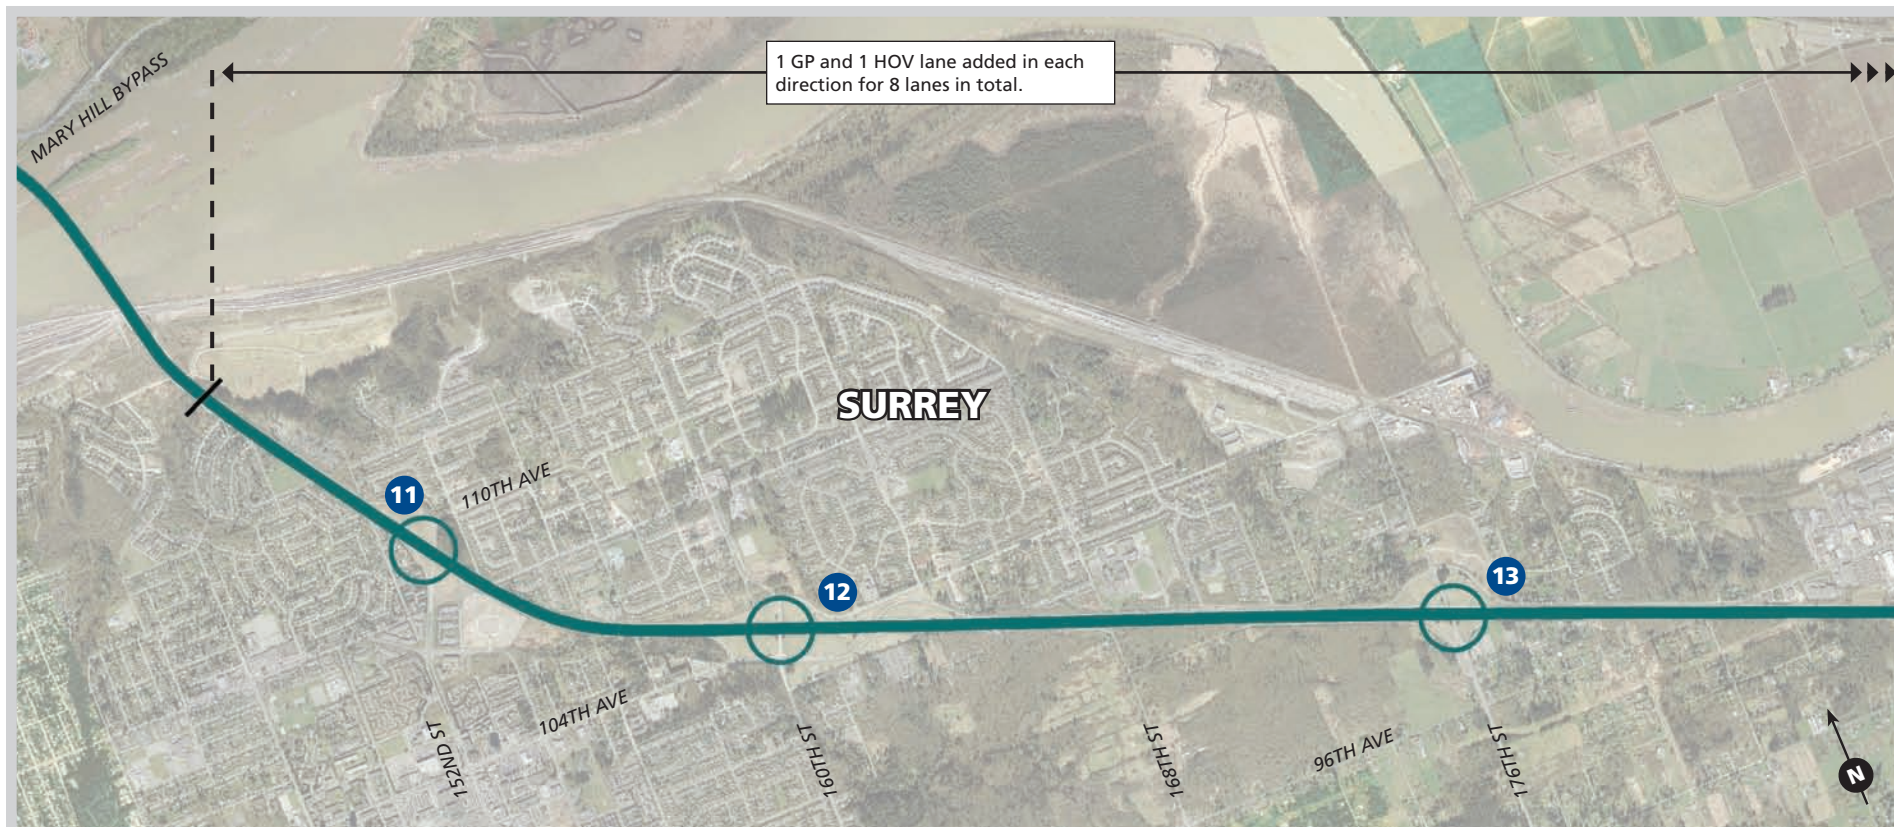 1 GP and 1 HOV lane added in each
direction for 8 lanes in total.
MARY HILL BYPASS
SURREY
11
110TH AVE
12
13
104TH AVE
152ND ST
160TH ST
168TH ST
96TH AVE
176TH ST
N